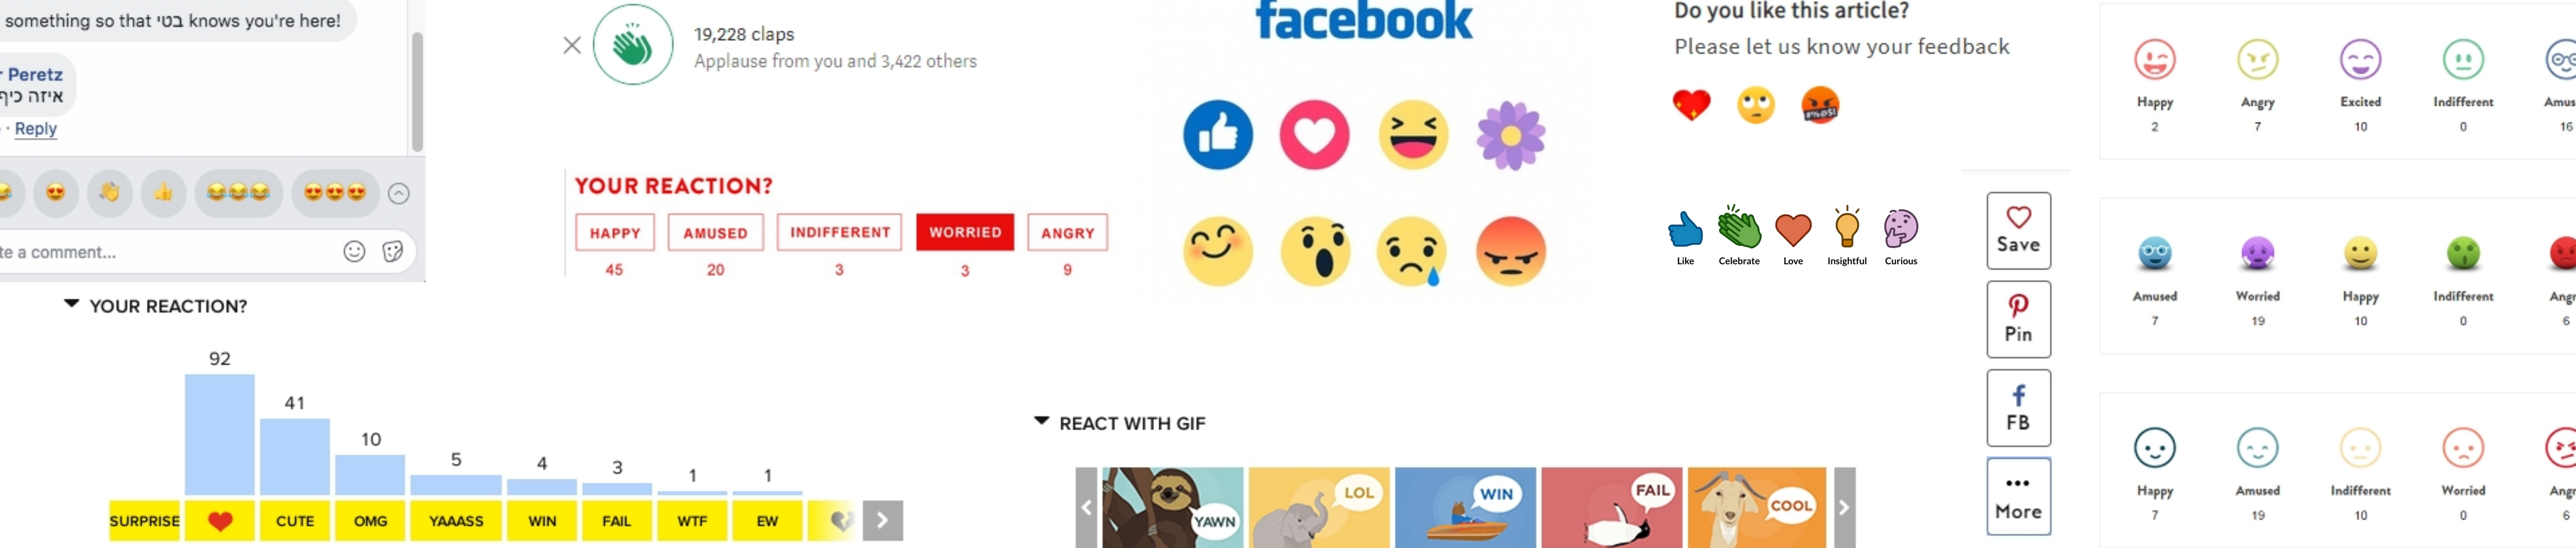 something so that בטי knows you're here!
r Peretz
איזה כיף
· Reply
te a comment...
19,228 claps
Applause from you and 3,422 others
YOUR REACTION?
HAPPY AMUSED INDIFFERENT WORRIED ANGRY
45 20 3 3 9
YOUR REACTION?
92
41
10
5
4
3
1
1
SURPRISE CUTE OMG YAAASS WIN FAIL WTF EW
facebook
REACT WITH GIF
YAWN LOL WIN FAIL COOL
Do you like this article?
Please let us know your feedback
Like Celebrate Love Insightful Curious
Save
Pin
FB
More
Happy Angry Excited Indifferent Amus
2 7 10 0 16
Amused Worried Happy Indifferent Angr
7 19 10 0 6
Happy Amused Indifferent Worried Angr
7 19 10 0 6